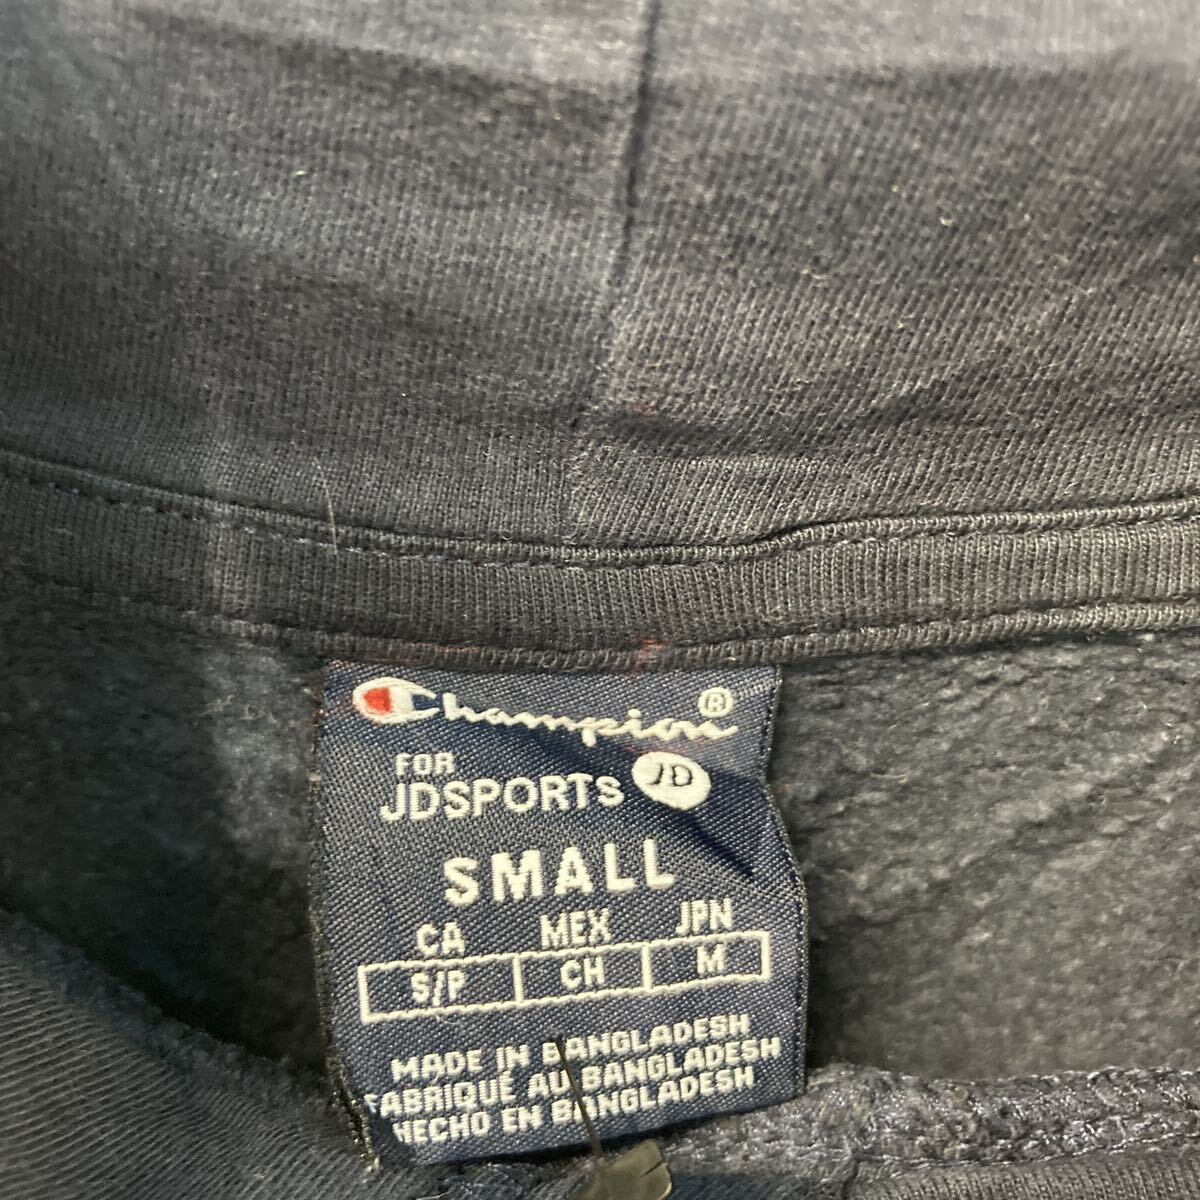 Champion®
FOR
JDSPORTS JD
SMALL
CA MEX JPN
S/P CH M
MADE IN BANGLADESH
FABRIQUÉ AU BANGLADESH
HECHO EN BANGLADESH